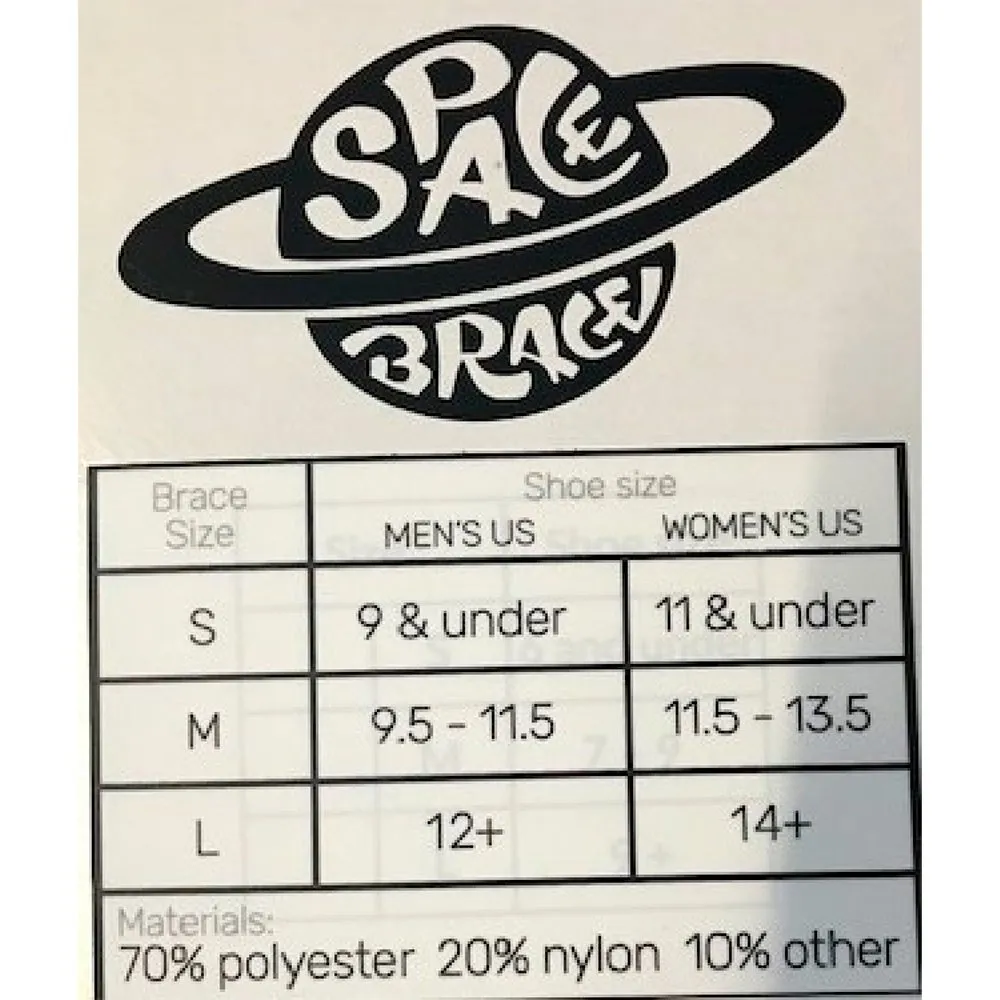 SPACE
BRACE
Brace Size
Shoe size
MEN'S US
WOMEN'S US
S
9 & under
11 & under
M
9.5 - 11.5
11.5 - 13.5
L
12+
14+
Materials:
70% polyester 20% nylon 10% other